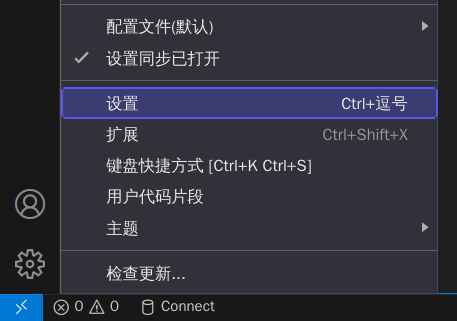 配置文件(默认)
设置同步已打开
设置 Ctrl+逗号
扩展 Ctrl+Shift+X
键盘快捷方式 [Ctrl+K Ctrl+S]
用户代码片段
主题
检查更新...
0 0 Connect